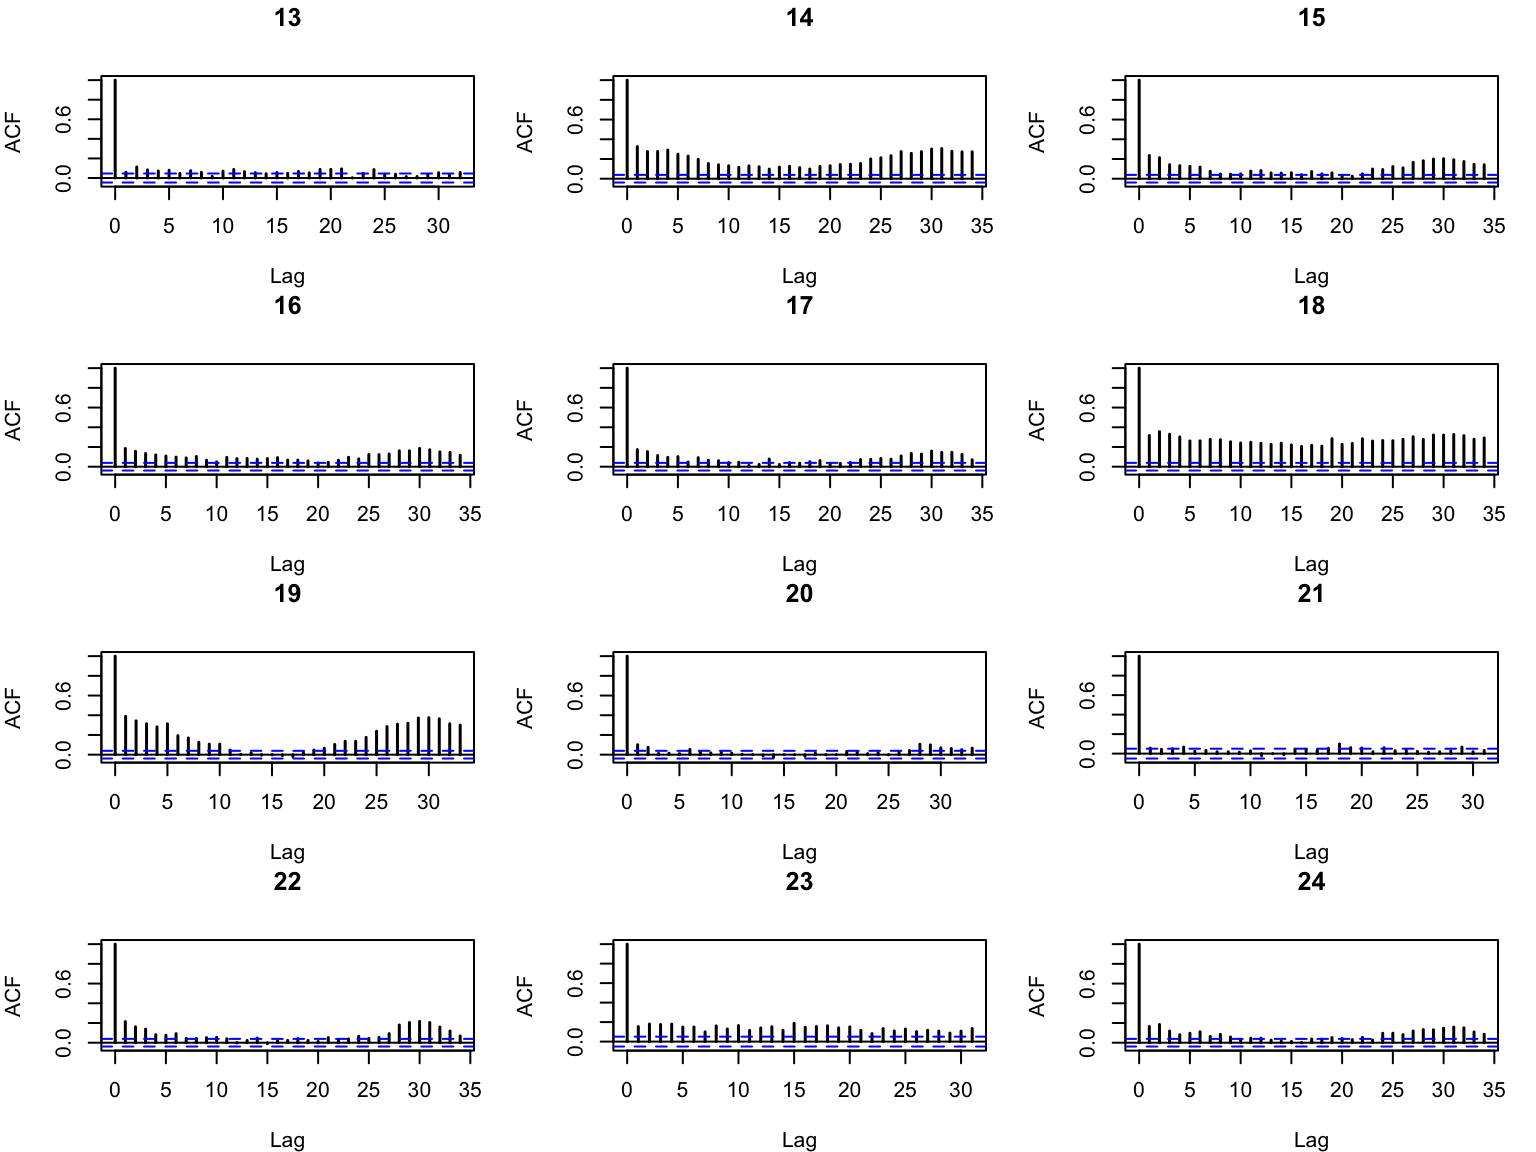 13 14 15
ACF 0.0 0.6 ACF 0.0 0.6 ACF 0.0 0.6
0 5 10 15 20 25 30 0 5 10 15 20 25 30 35 0 5 10 15 20 25 30 35
Lag Lag Lag
16 17 18
ACF 0.0 0.6 ACF 0.0 0.6 ACF 0.0 0.6
0 5 10 15 20 25 30 35 0 5 10 15 20 25 30 35 0 5 10 15 20 25 30 35
Lag Lag Lag
19 20 21
ACF 0.0 0.6 ACF 0.0 0.6 ACF 0.0 0.6
0 5 10 15 20 25 30 0 5 10 15 20 25 30 0 5 10 15 20 25 30
Lag Lag Lag
22 23 24
ACF 0.0 0.6 ACF 0.0 0.6 ACF 0.0 0.6
0 5 10 15 20 25 30 35 0 5 10 15 20 25 30 0 5 10 15 20 25 30 35
Lag Lag Lag